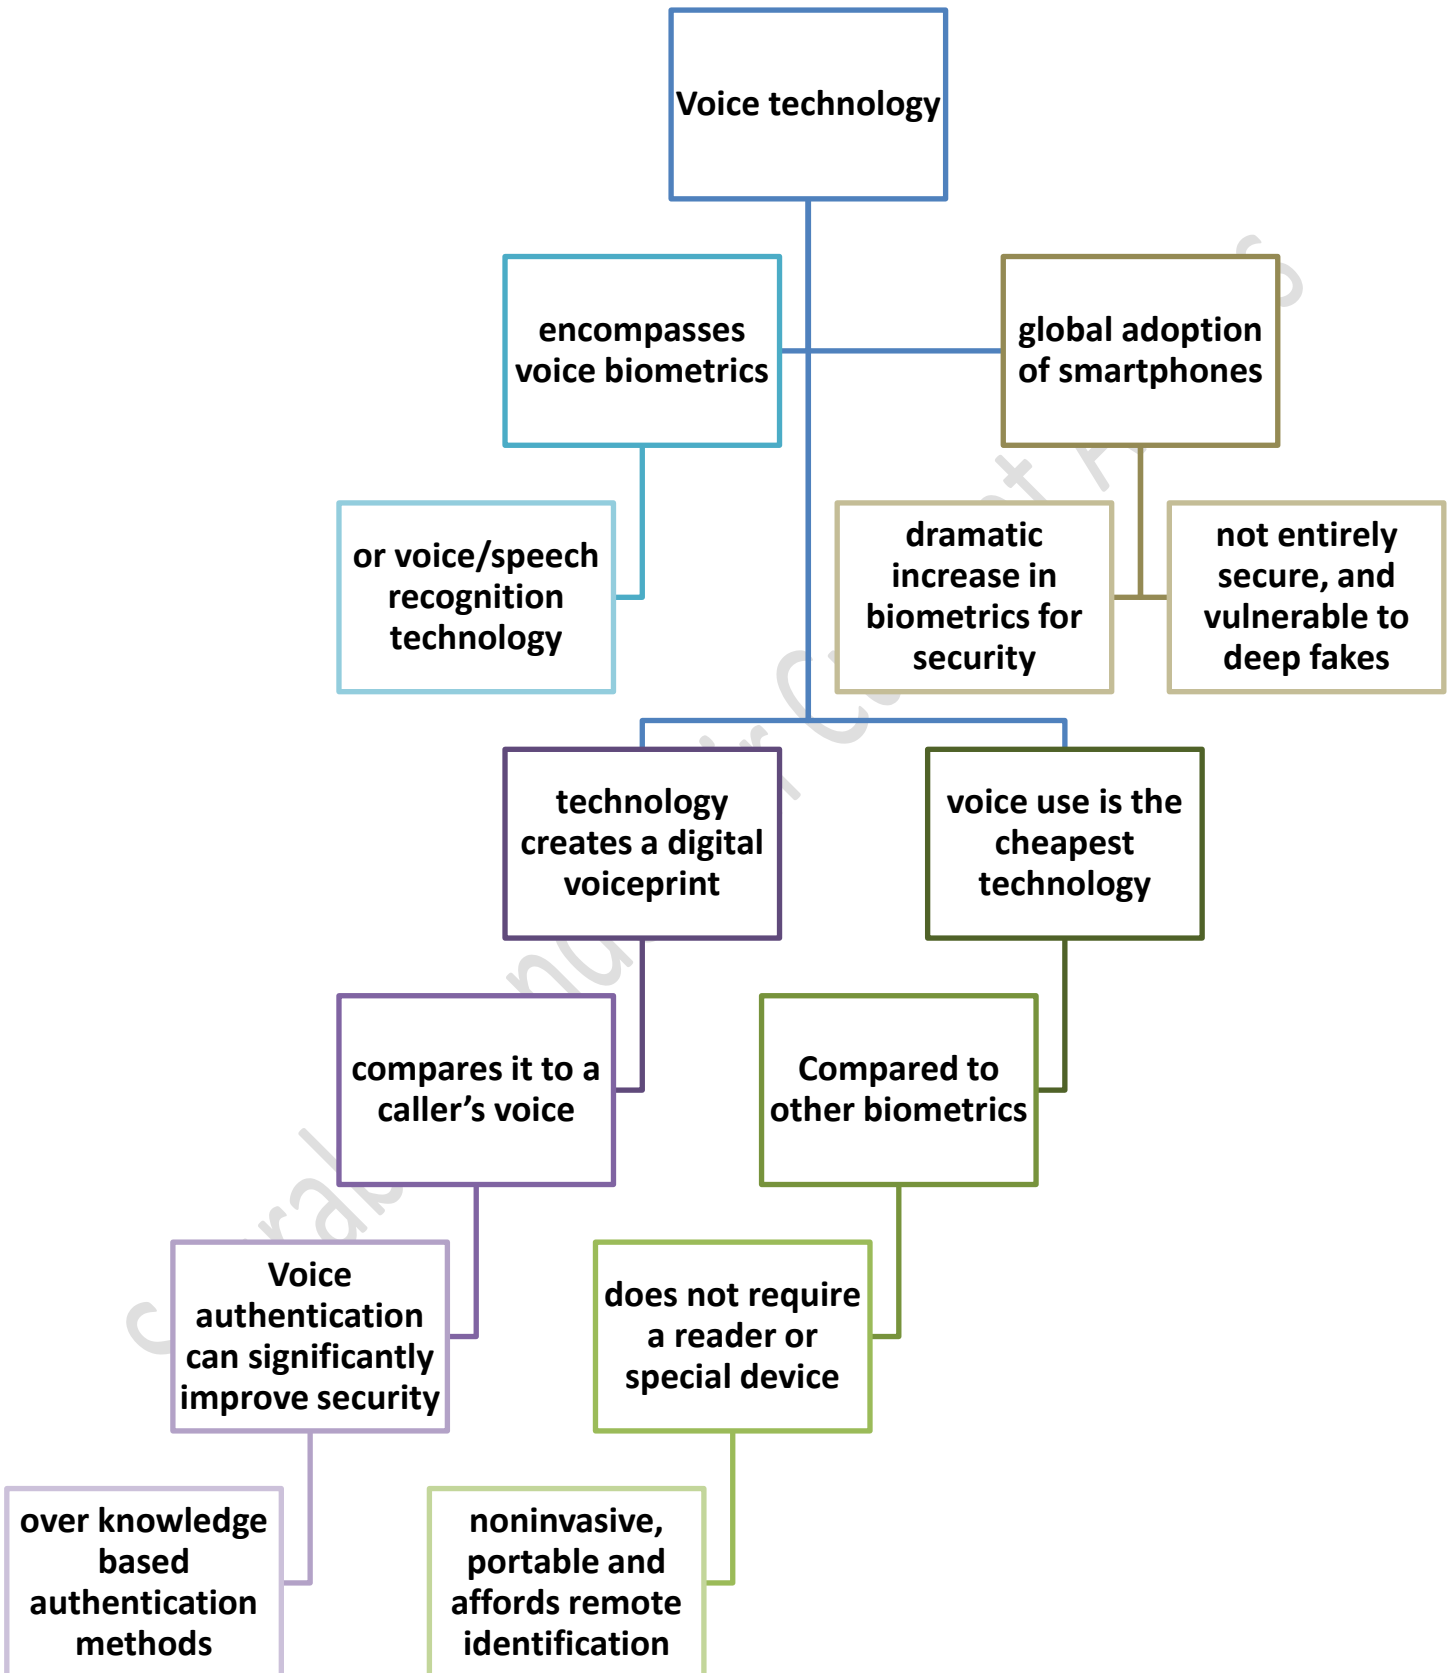 Voice technology
encompasses
voice biometrics
global adoption
of smartphones
or voice/speech
recognition
technology
dramatic
increase in
biometrics for
security
not entirely
secure, and
vulnerable to
deep fakes
technology
creates a digital
voiceprint
voice use is the
cheapest
technology
compares it to a
caller’s voice
Compared to
other biometrics
Voice
authentication
can significantly
improve security
does not require
a reader or
special device
over knowledge
based
authentication
methods
noninvasive,
portable and
affords remote
identification